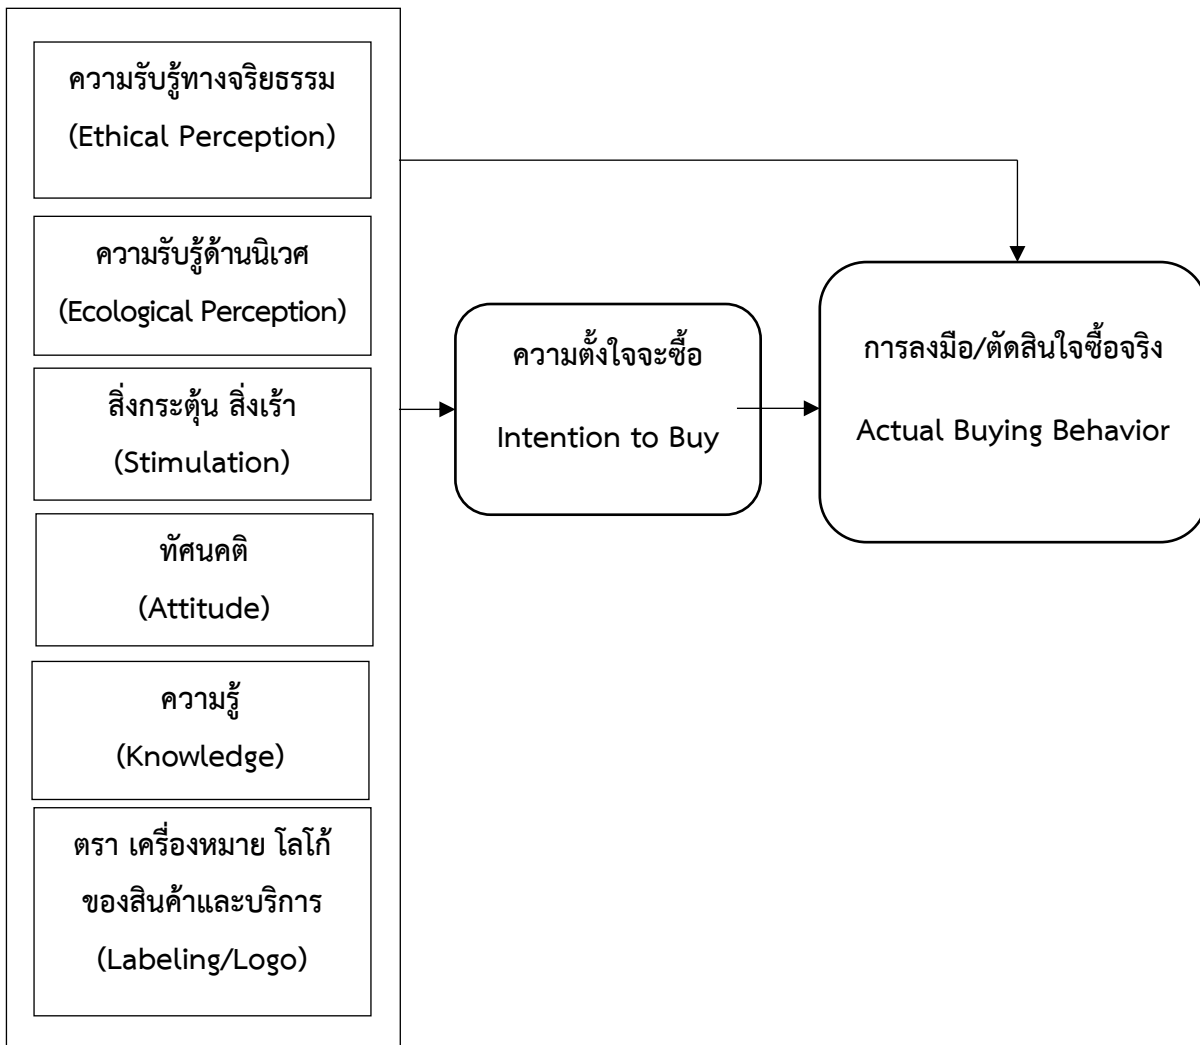 ความรับรู้ทางจริยธรรม
(Ethical Perception)
ความรับรู้ด้านนิเวศ
(Ecological Perception)
สิ่งกระตุ้น สิ่งเร้า
(Stimulation)
ทัศนคติ
(Attitude)
ความรู้
(Knowledge)
ตรา เครื่องหมาย โลโก้
ของสินค้าและบริการ
(Labeling/Logo)
ความตั้งใจจะซื้อ
Intention to Buy
การลงมือ/ตัดสินใจซื้อจริง
Actual Buying Behavior